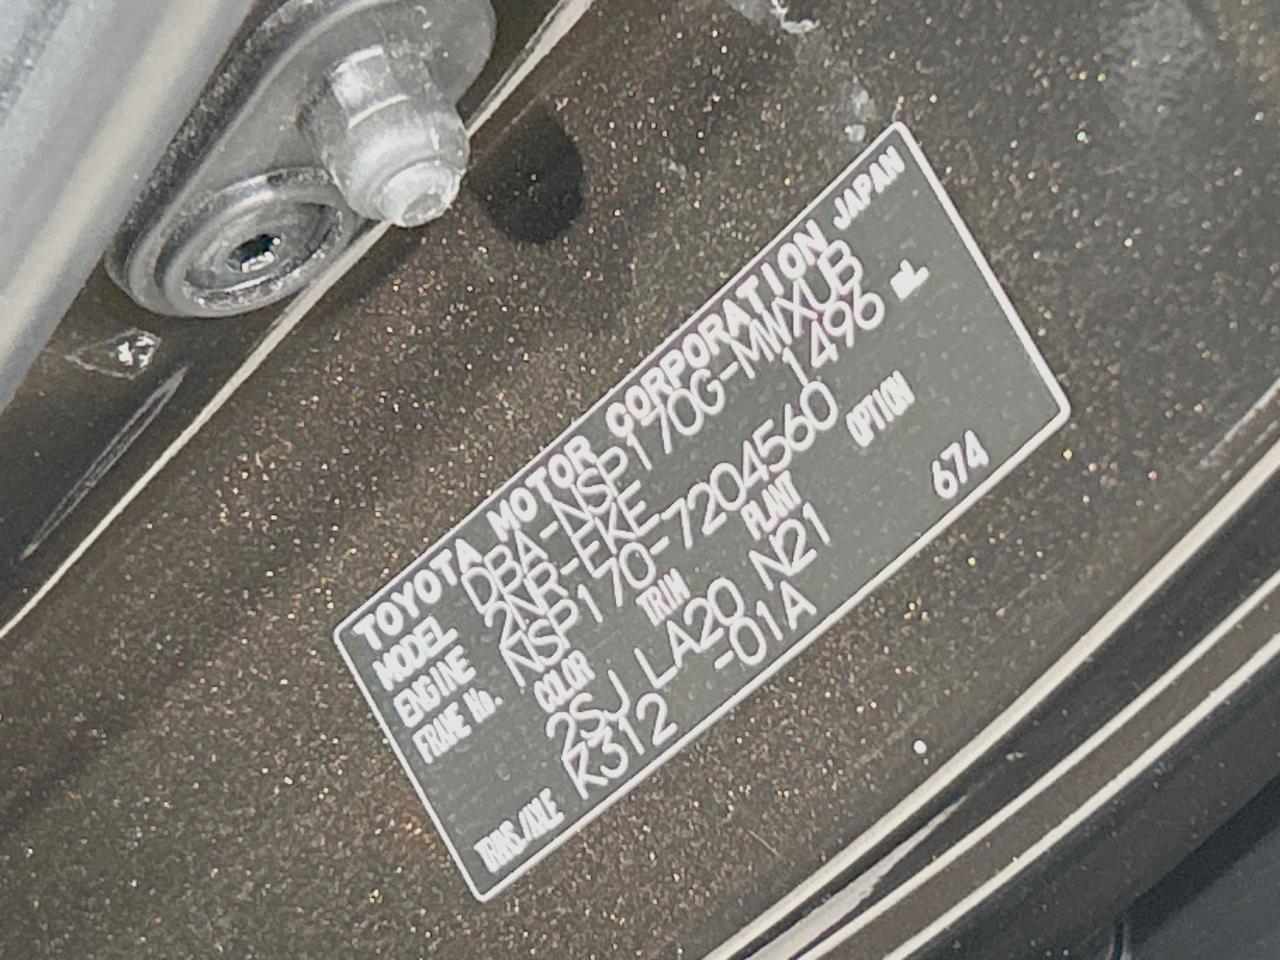 TOYOTA MOTOR CORPORATION JAPAN
MODEL DBA-NSP170G-MWXUB
ENGINE 2NR-FKE 1496 mL
FRAME No. NSP170-7204560
COLOR TRIM PLANT OPTION
2SJ LA20 N21
TRANS./AXLE K312 -01A 674